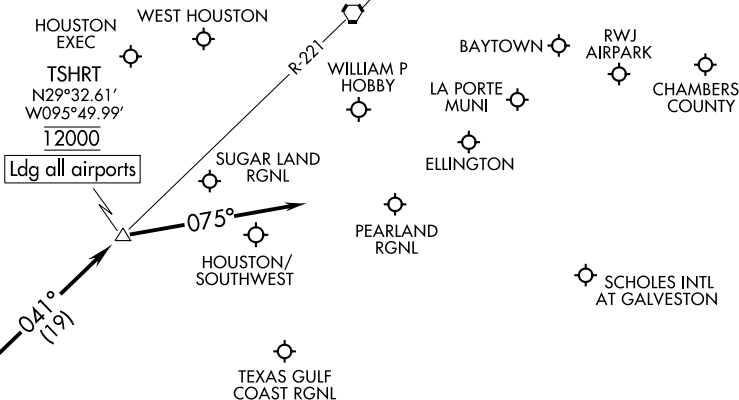 WEST HOUSTON
HOUSTON
EXEC
TSHRT
N29°32.61'
W095°49.99'
12000
Ldg all airports
R-221
WILLIAM P
HOBBY
BAYTOWN
RWJ
AIRPARK
LA PORTE
MUNI
CHAMBERS
COUNTY
ELLINGTON
SUGAR LAND
RGNL
075°
PEARLAND
RGNL
HOUSTON/
SOUTHWEST
SCHOLES INTL
AT GALVESTON
041°
(19)
TEXAS GULF
COAST RGNL